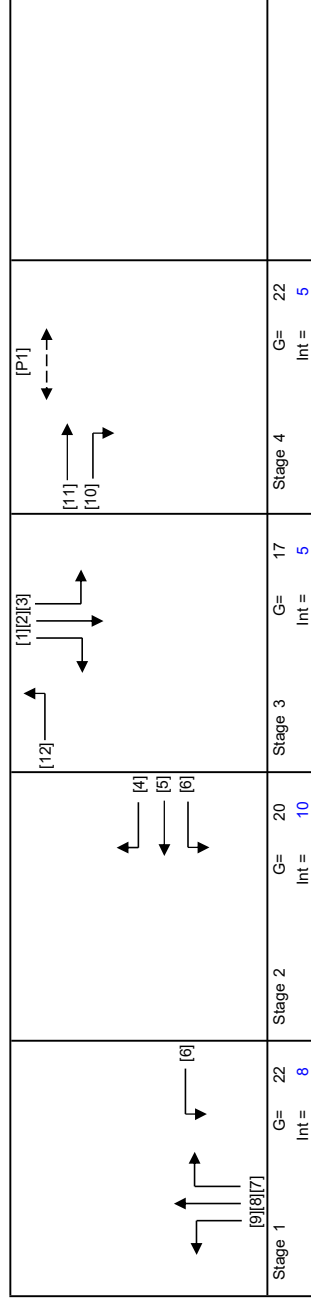 [9][8][7]
[6]
Stage 1 G= 22
Int = 8
[4]
[5]
[6]
Stage 2 G= 20
Int = 10
[12]
[1][2][3]
Stage 3 G= 17
Int = 5
[11]
[10]
[P1]
Stage 4 G= 22
Int = 5